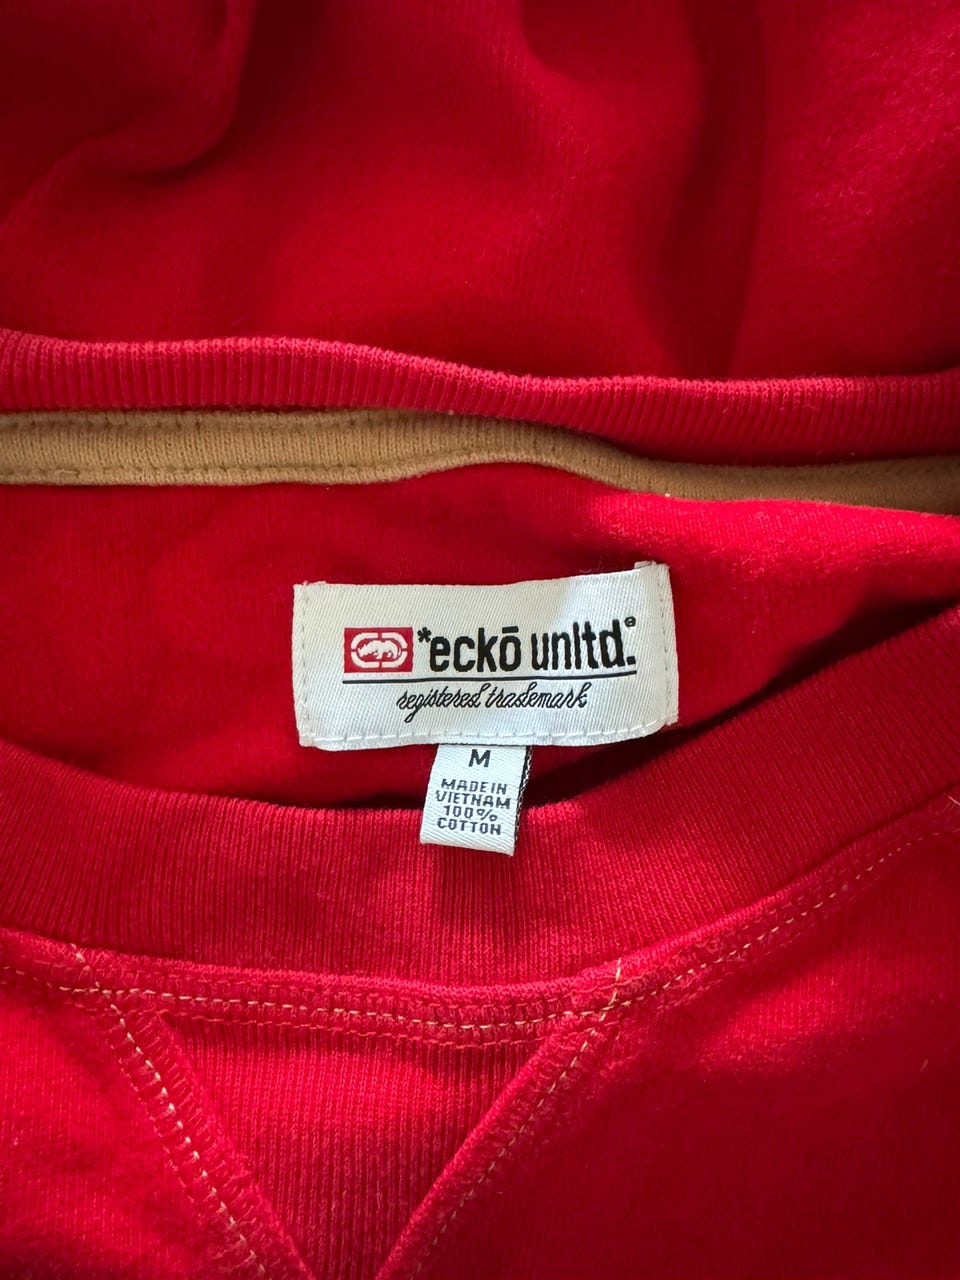 *eckō unltd.®
registered trademark
M
MADE IN
VIETNAM
100%
COTTON